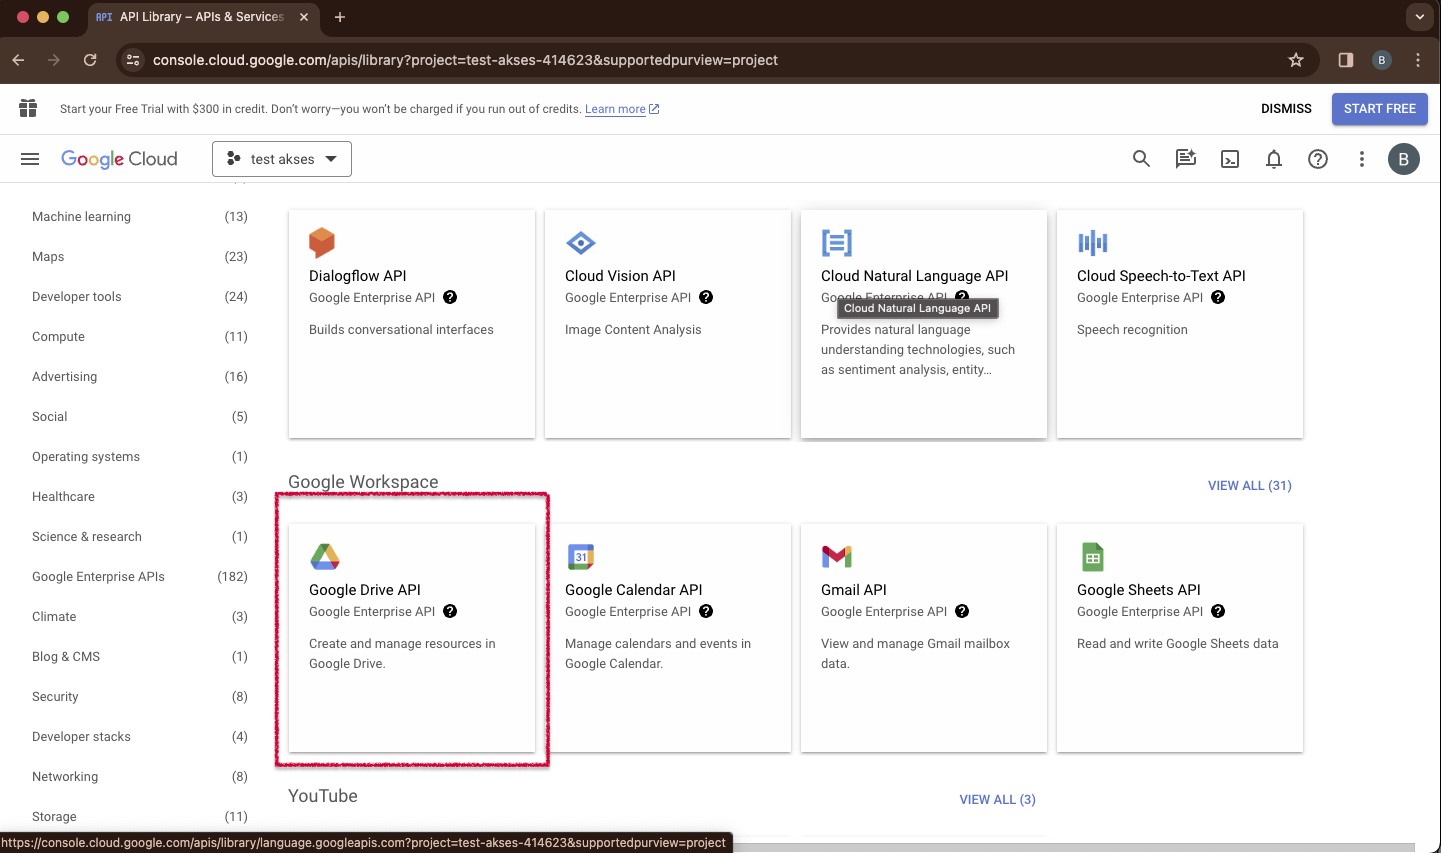 API API Library – APIs & Services
console.cloud.google.com/apis/library?project=test-akses-414623&supportedpurview=project
B
Start your Free Trial with $300 in credit. Don't worry—you won't be charged if you run out of credits. Learn more
DISMISS
START FREE
Google Cloud
test akses
B
Machine learning (13)
Maps (23)
Developer tools (24)
Compute (11)
Advertising (16)
Social (5)
Operating systems (1)
Healthcare (3)
Science & research (1)
Google Enterprise APIs (182)
Climate (3)
Blog & CMS (1)
Security (8)
Developer stacks (4)
Networking (8)
Storage (11)
Dialogflow API
Google Enterprise API
Builds conversational interfaces
Cloud Vision API
Google Enterprise API
Image Content Analysis
Cloud Natural Language API
Google Enterprise API
Cloud Natural Language API
Provides natural language
understanding technologies, such
as sentiment analysis, entity...
Cloud Speech-to-Text API
Google Enterprise API
Speech recognition
Google Workspace
VIEW ALL (31)
Google Drive API
Google Enterprise API
Create and manage resources in
Google Drive.
31
Google Calendar API
Google Enterprise API
Manage calendars and events in
Google Calendar.
Gmail API
Google Enterprise API
View and manage Gmail mailbox
data.
Google Sheets API
Google Enterprise API
Read and write Google Sheets data
YouTube
VIEW ALL (3)
https://console.cloud.google.com/apis/library/language.googleapis.com?project=test-akses-414623&supportedpurview=project